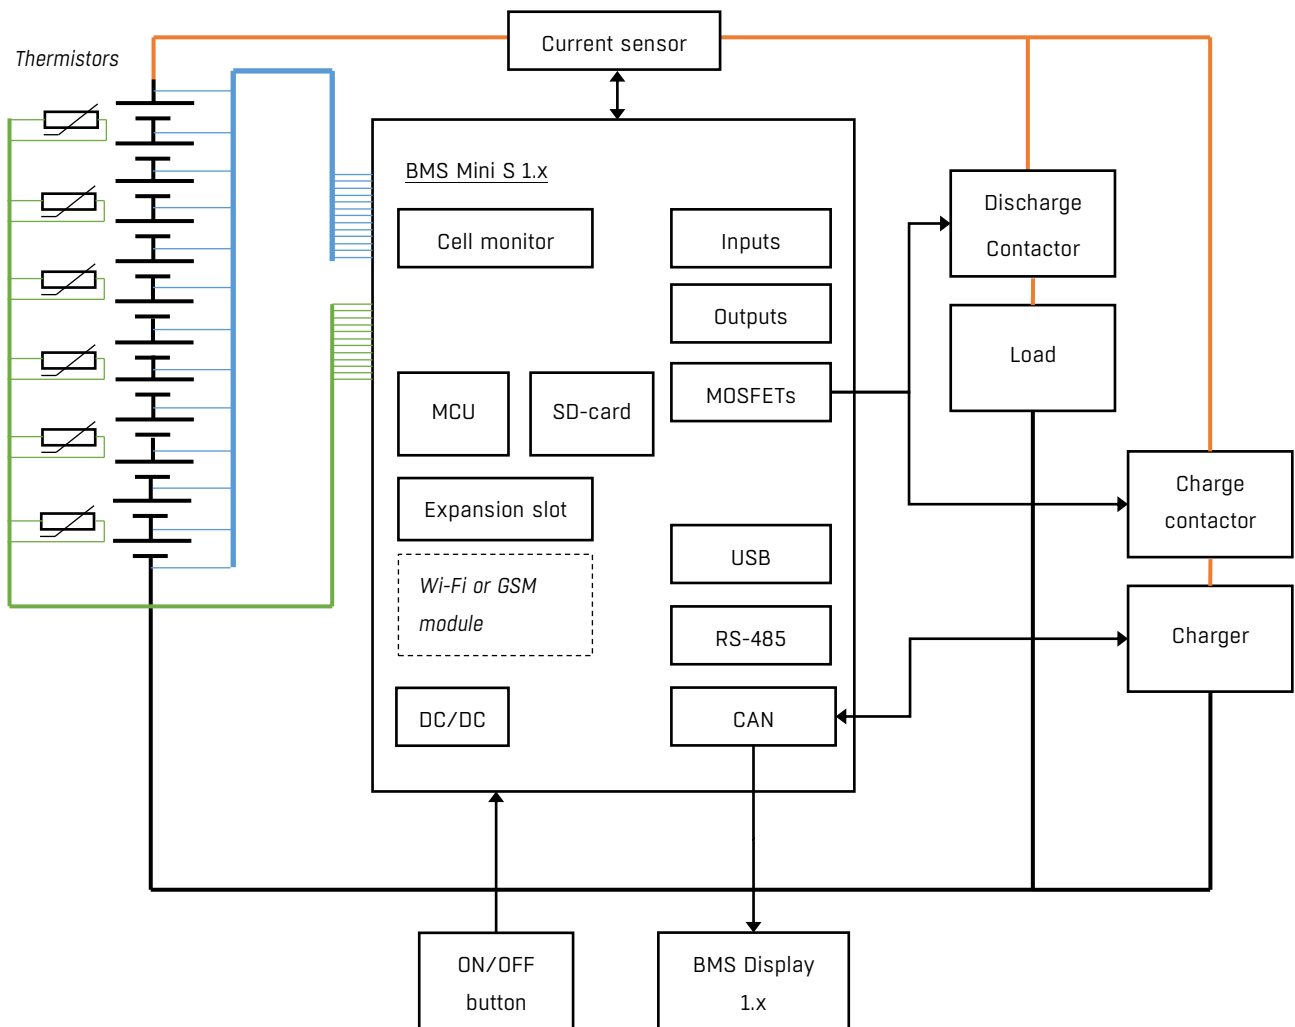 Current sensor
Thermistors
BMS Mini S 1.x
Cell monitor
Inputs
Outputs
MOSFETs
MCU
SD-card
Expansion slot
Wi-Fi or GSM
module
USB
RS-485
DC/DC
CAN
Discharge
Contactor
Load
Charge
contactor
Charger
ON/OFF
button
BMS Display
1.x